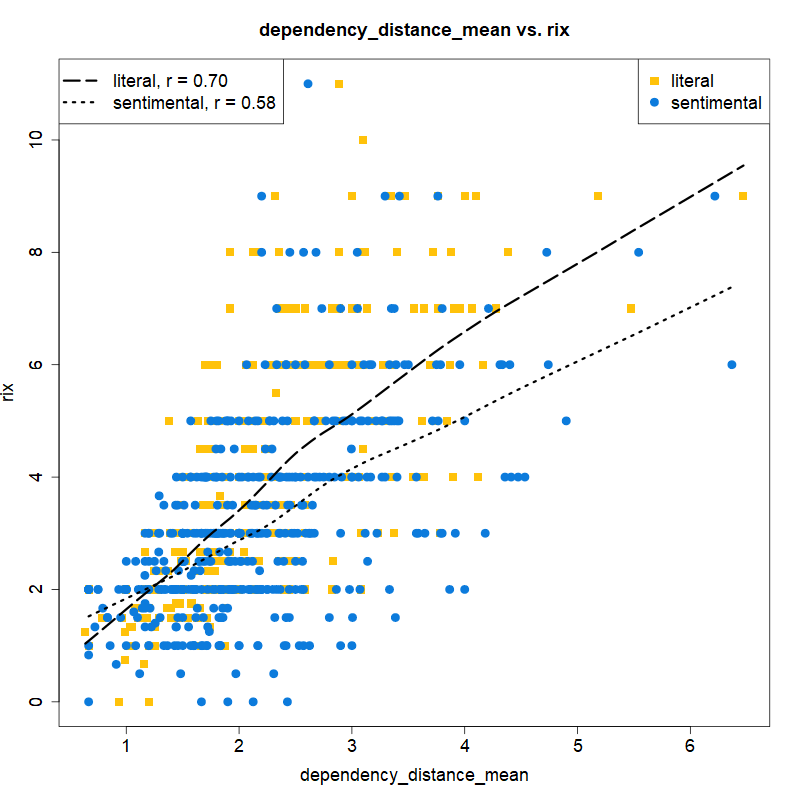 dependency_distance_mean vs. rix
literal, r = 0.70
sentimental, r = 0.58
literal
sentimental
rix
10
8
6
4
2
0
1 2 3 4 5 6
dependency_distance_mean